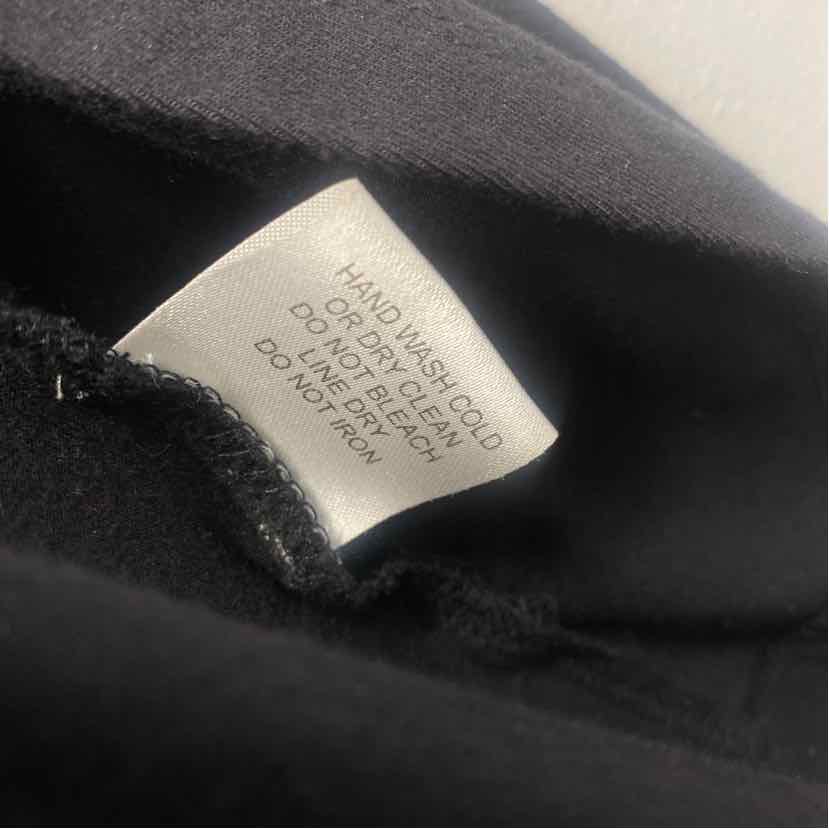 HAND WASH COLD
OR DRY CLEAN
DO NOT BLEACH
LINE DRY
DO NOT IRON